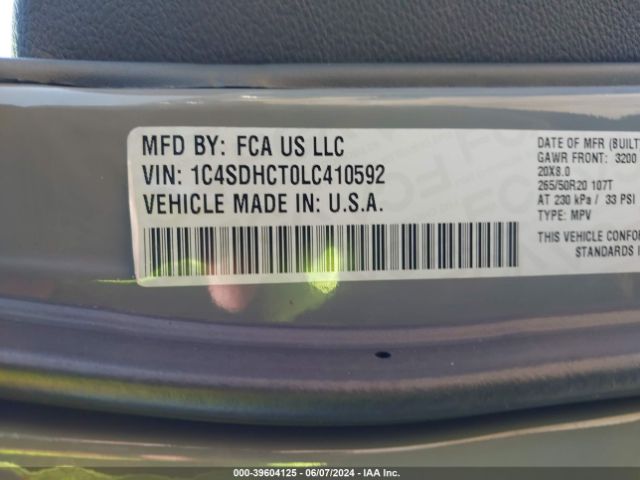 MFD BY: FCA US LLC
VIN: 1C4SDHCT0LC410592
VEHICLE MADE IN: U.S.A.
DATE OF MFR (BUILT
GAWR FRONT: 3200
20X8.0
265/50R20 107T
AT 230 kPa / 33 PSI
TYPE: MPV
THIS VEHICLE CONFOR
STANDARDS I
000-39604125 - 06/07/2024 - IAA Inc.